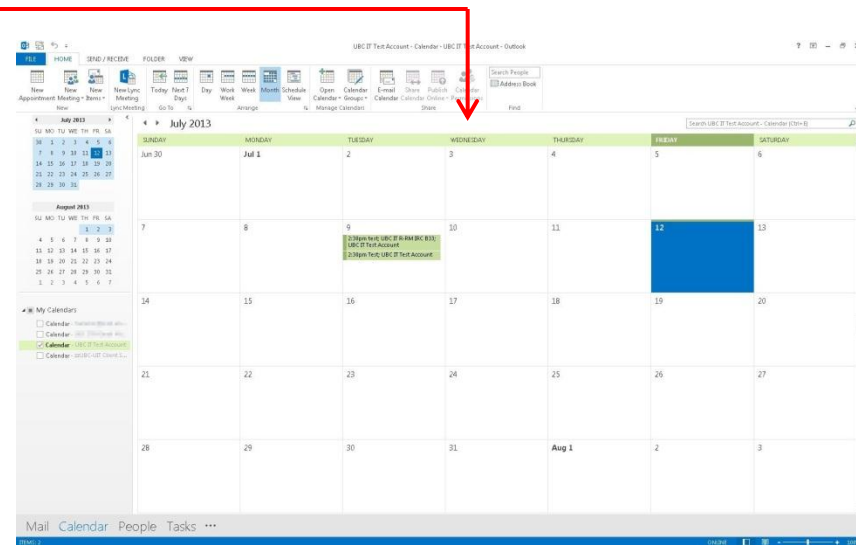 UBC IT Test Account - Calendar - UBC IT Test Account - Outlook
FILE HOME SEND / RECEIVE FOLDER VIEW
New Appointment
New Meeting
New Items
New Lync Meeting
Today
Next 7 Days
Day
Work Week
Week
Month
Schedule View
Open Calendar
Calendar Groups
E-mail Calendar
Share Calendar
Publish Online
Calendar
Search People
Address Book
New Lync Meeting Go To Arrange Manage Calendars Share Find
July 2013
SU MO TU WE TH FR SA
30 1 2 3 4 5 6
7 8 9 10 11 12 13
14 15 16 17 18 19 20
21 22 23 24 25 26 27
28 29 30 31
August 2013
SU MO TU WE TH FR SA
1 2 3
4 5 6 7 8 9 10
11 12 13 14 15 16 17
18 19 20 21 22 23 24
25 26 27 28 29 30 31
1 2 3 4 5 6 7
My Calendars
Calendar
Calendar
Calendar - UBC IT Test Account
Calendar
July 2013
Search UBC IT Test Account - Calendar (Ctrl+E)
SUNDAY MONDAY TUESDAY WEDNESDAY THURSDAY FRIDAY SATURDAY
Jun 30 Jul 1 2 3 4 5 6
7 8 9 10 11 12 13
2:30pm test; UBC IT R-RM IRC B33;
UBC IT Test Account
2:30pm Test; UBC IT Test Account
14 15 16 17 18 19 20
21 22 23 24 25 26 27
28 29 30 31 Aug 1 2 3
Mail Calendar People Tasks •••
ITEMS: 2
ONLINE